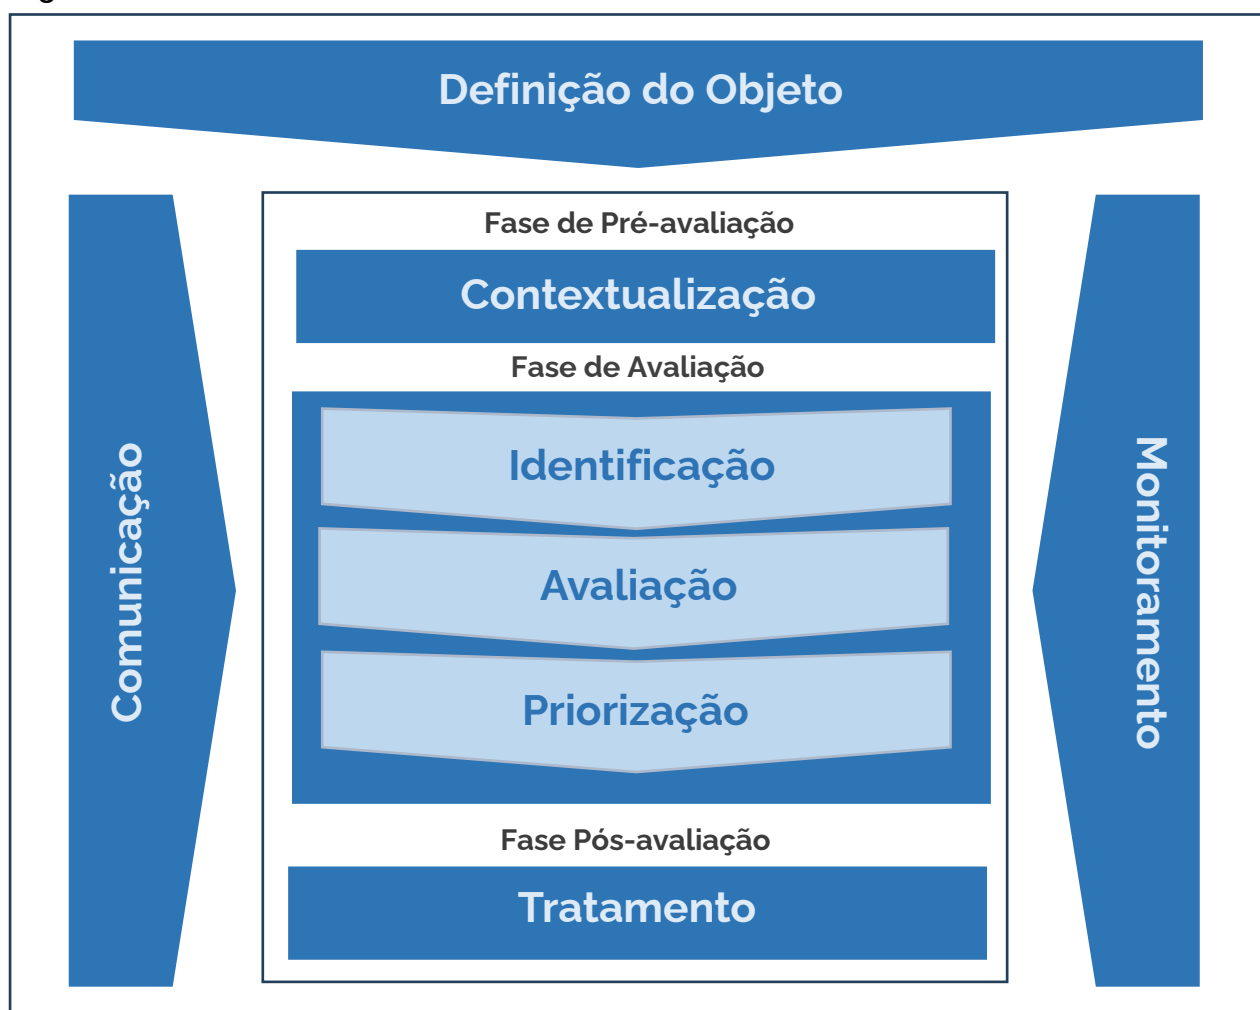 Definição do Objeto
Fase de Pré-avaliação
Contextualização
Fase de Avaliação
Identificação
Avaliação
Priorização
Fase Pós-avaliação
Tratamento
Comunicação
Monitoramento